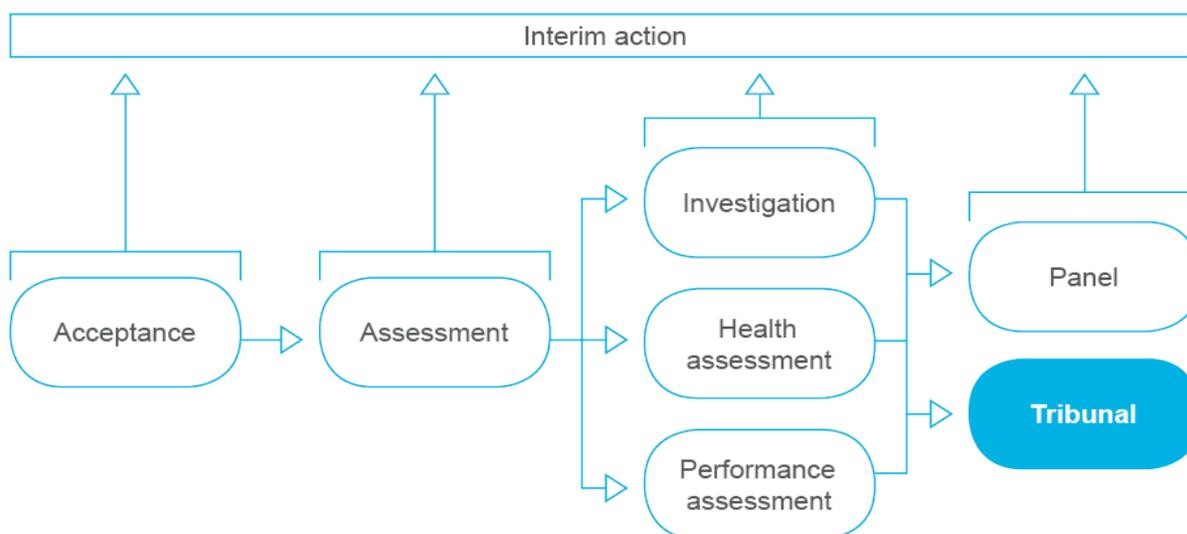 Interim action
Acceptance
Assessment
Investigation
Health
assessment
Performance
assessment
Panel
Tribunal